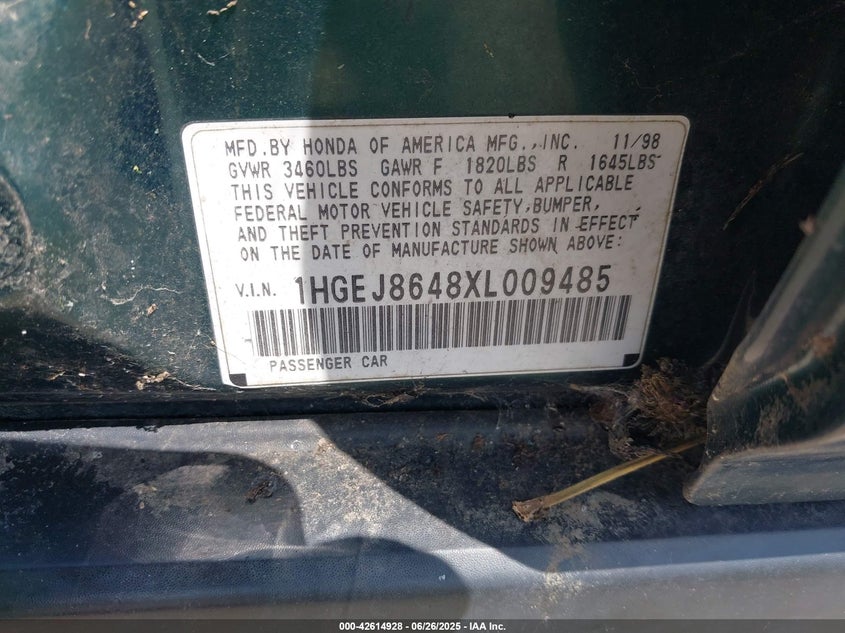 MFD.BY HONDA OF AMERICA MFG.,INC. 11/98
GVWR 3460LBS GAWR F 1820LBS R 1645LBS
THIS VEHICLE CONFORMS TO ALL APPLICABLE
FEDERAL MOTOR VEHICLE SAFETY,BUMPER,
AND THEFT PREVENTION STANDARDS IN EFFECT
ON THE DATE OF MANUFACTURE SHOWN ABOVE:
V.I.N. 1HGEJ8648XL009485
PASSENGER CAR
000-42614928 - 06/26/2025 - IAA Inc.